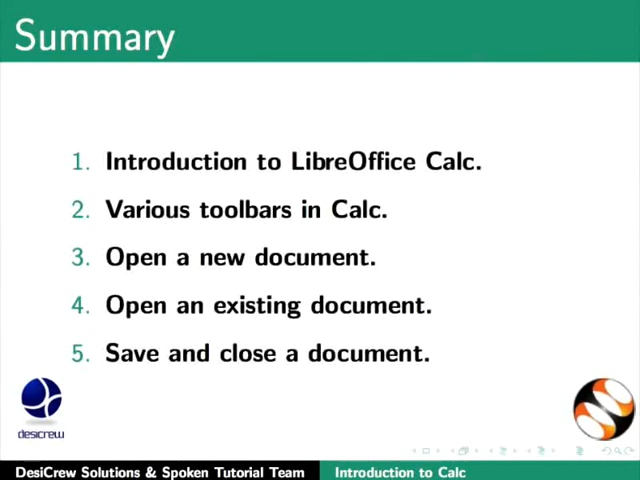 Summary
1. Introduction to LibreOffice Calc.
2. Various toolbars in Calc.
3. Open a new document.
4. Open an existing document.
5. Save and close a document.
desicrew
DesiCrew Solutions & Spoken Tutorial Team Introduction to Calc